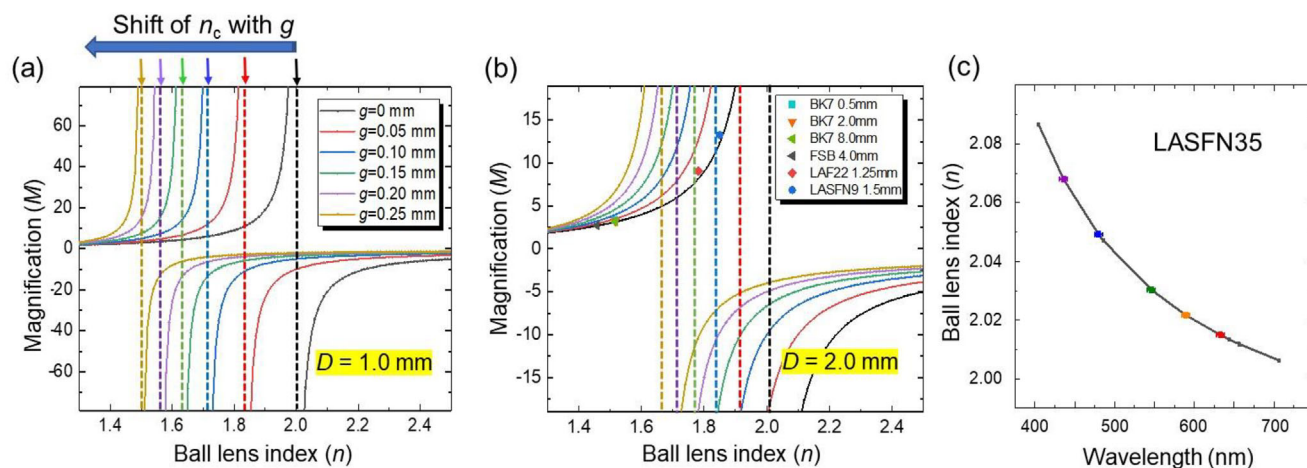 Shift of nc with g
(a)
Magnification (M)
60
40
20
0
-20
-40
-60
g=0 mm
g=0.05 mm
g=0.10 mm
g=0.15 mm
g=0.20 mm
g=0.25 mm
D = 1.0 mm
1.4 1.6 1.8 2.0 2.2 2.4
Ball lens index (n)
(b)
Magnification (M)
15
10
5
0
-5
-10
-15
BK7 0.5mm
BK7 2.0mm
BK7 8.0mm
FSB 4.0mm
LAF22 1.25mm
LASFN9 1.5mm
D = 2.0 mm
1.4 1.6 1.8 2.0 2.2 2.4
Ball lens index (n)
(c)
Ball lens index (n)
2.08
2.06
2.04
2.02
2.00
LASFN35
400 450 500 550 600 650 700
Wavelength (nm)